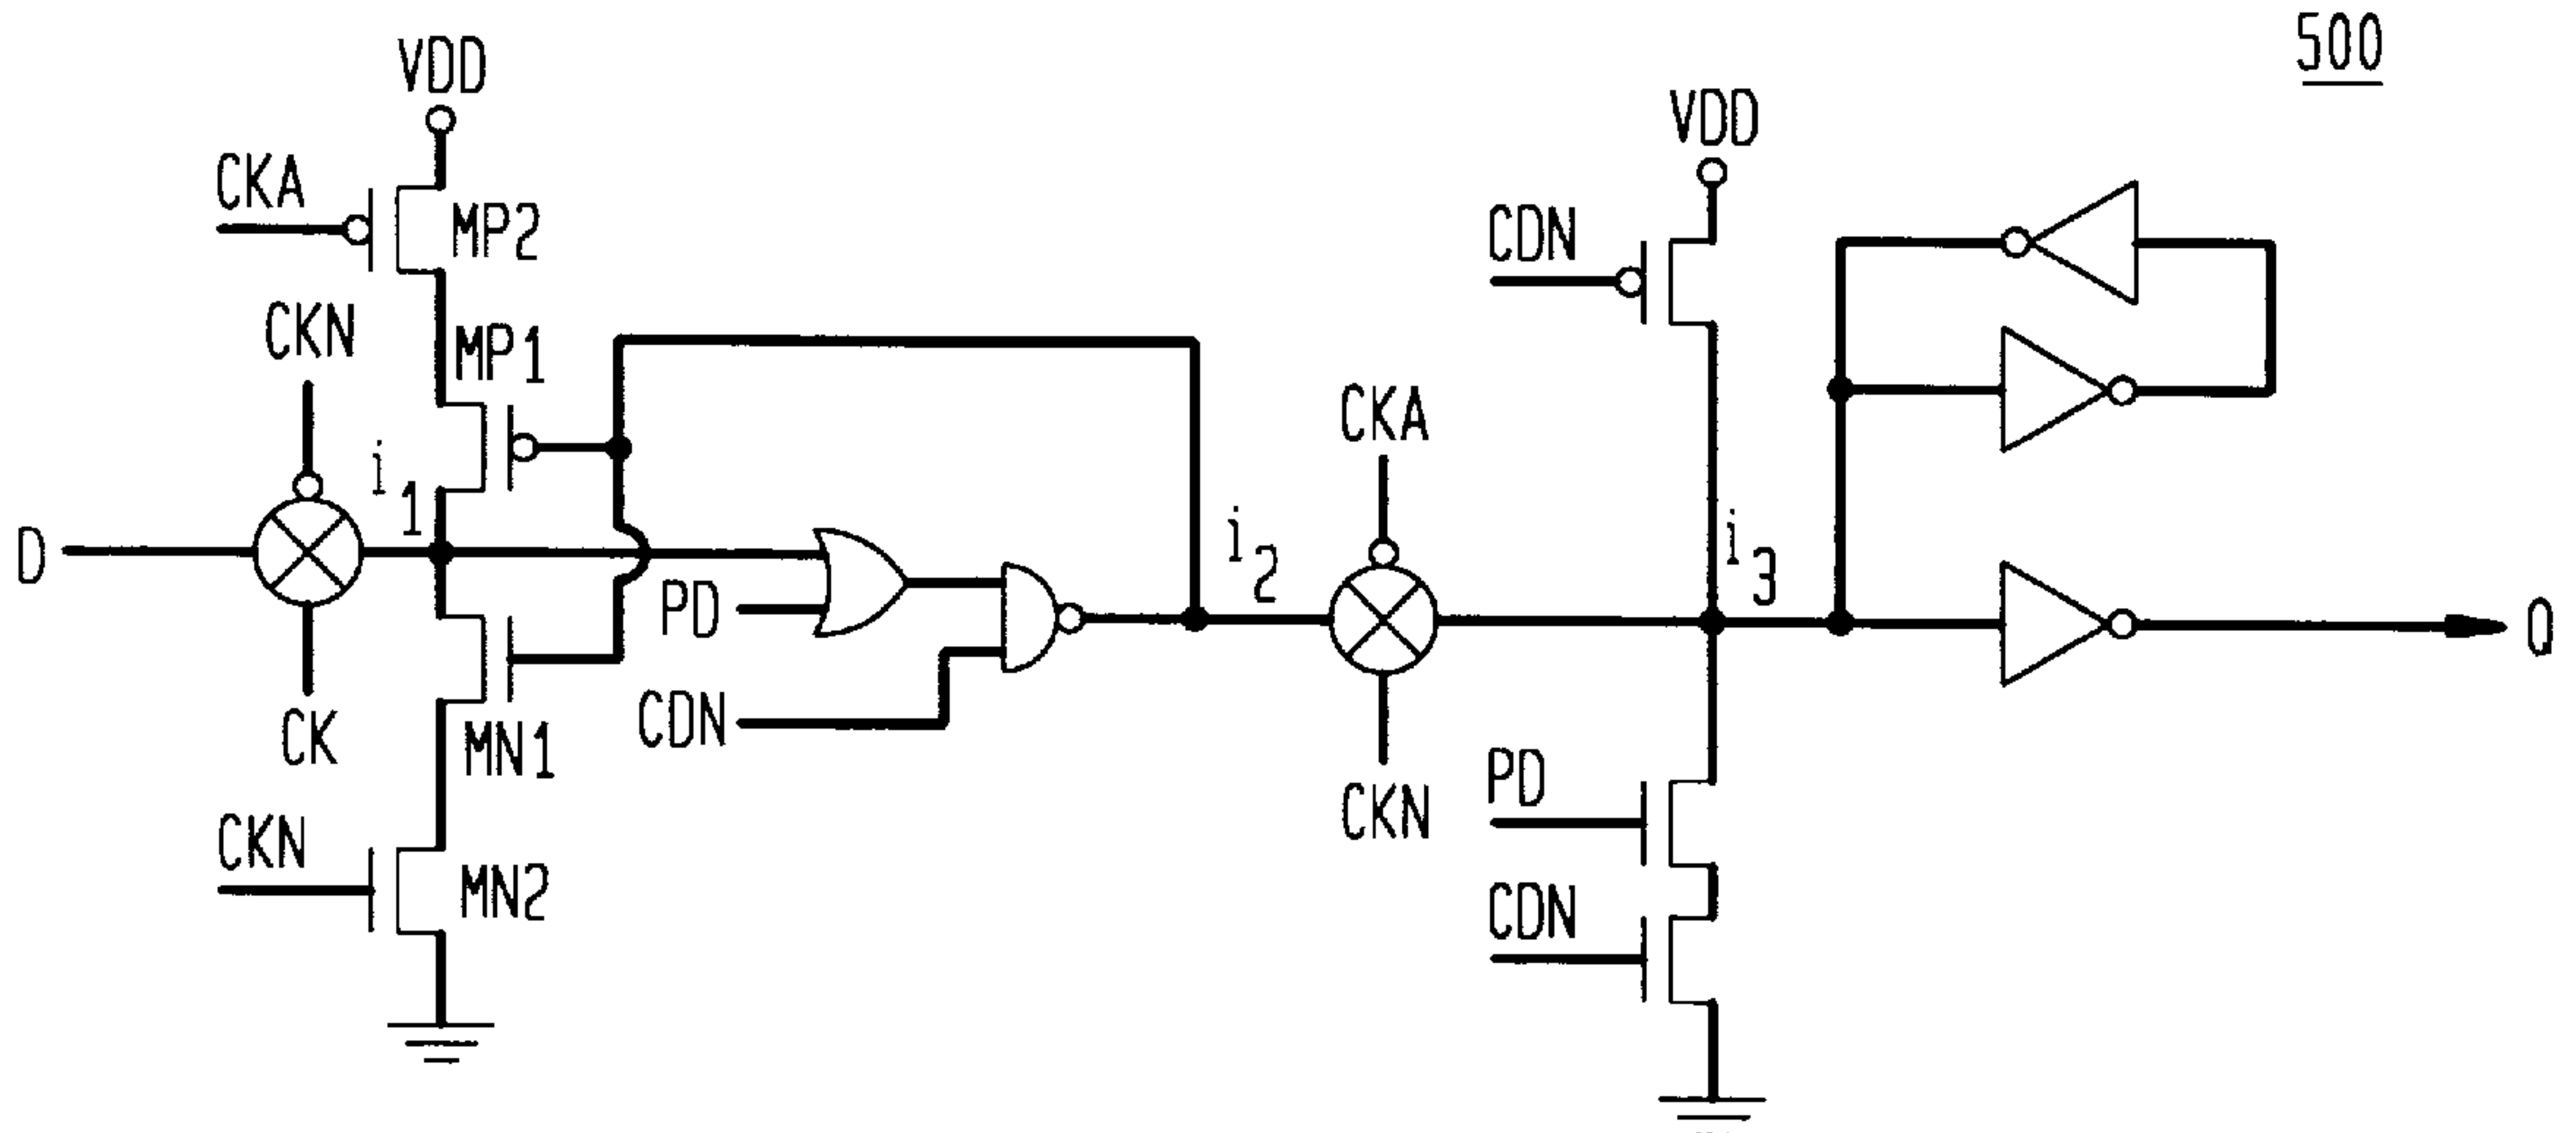 500
VDD
VDD
CKA
MP2
CDN
CKN
MP1
CKA
i1
i2
i3
D
PD
Q
CK
MN1
CDN
CKN
PD
CKN
MN2
CDN